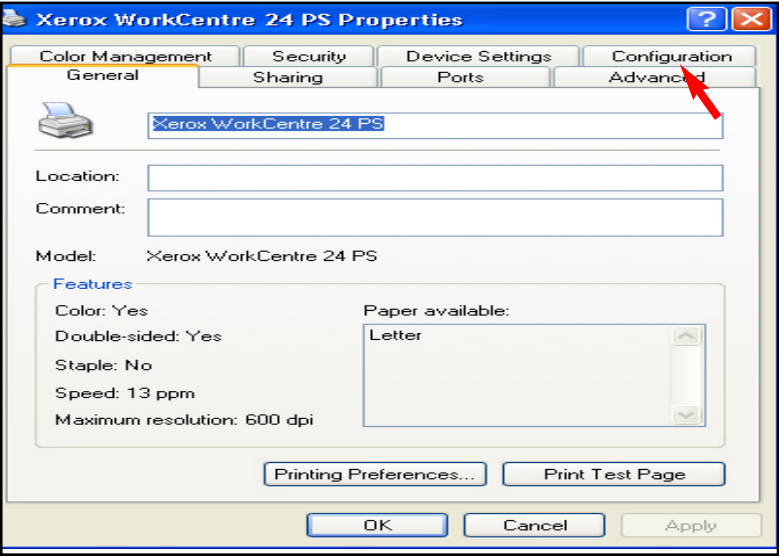 Xerox WorkCentre 24 PS Properties
Color Management Security Device Settings Configuration
General Sharing Ports Advanced
Xerox WorkCentre 24 PS
Location:
Comment:
Model: Xerox WorkCentre 24 PS
Features
Color: Yes Paper available:
Double-sided: Yes Letter
Staple: No
Speed: 13 ppm
Maximum resolution: 600 dpi
Printing Preferences... Print Test Page
OK Cancel Apply